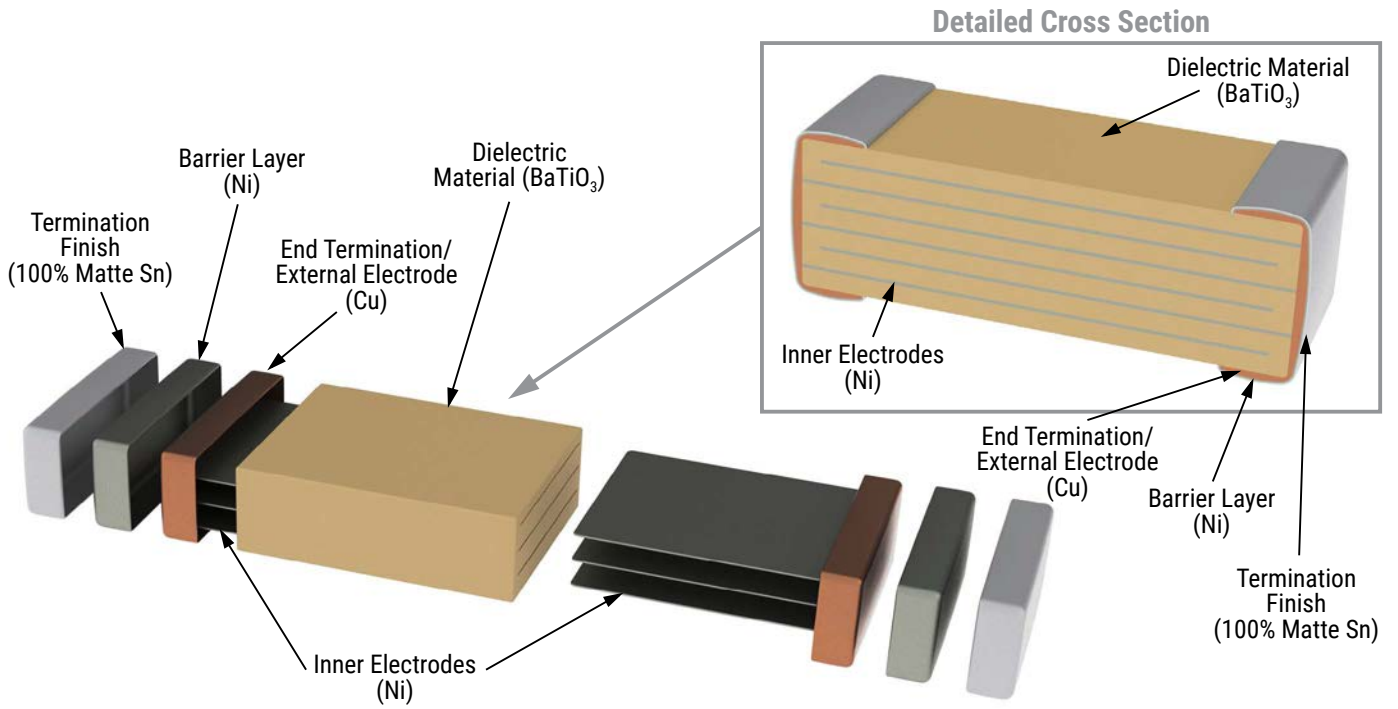 Detailed Cross Section
Dielectric Material
(BaTiO₃)
Inner Electrodes
(Ni)
End Termination/
External Electrode
(Cu)
Barrier Layer
(Ni)
Termination
Finish
(100% Matte Sn)
Termination
Finish
(100% Matte Sn)
Barrier Layer
(Ni)
End Termination/
External Electrode
(Cu)
Dielectric
Material (BaTiO₃)
Inner Electrodes
(Ni)